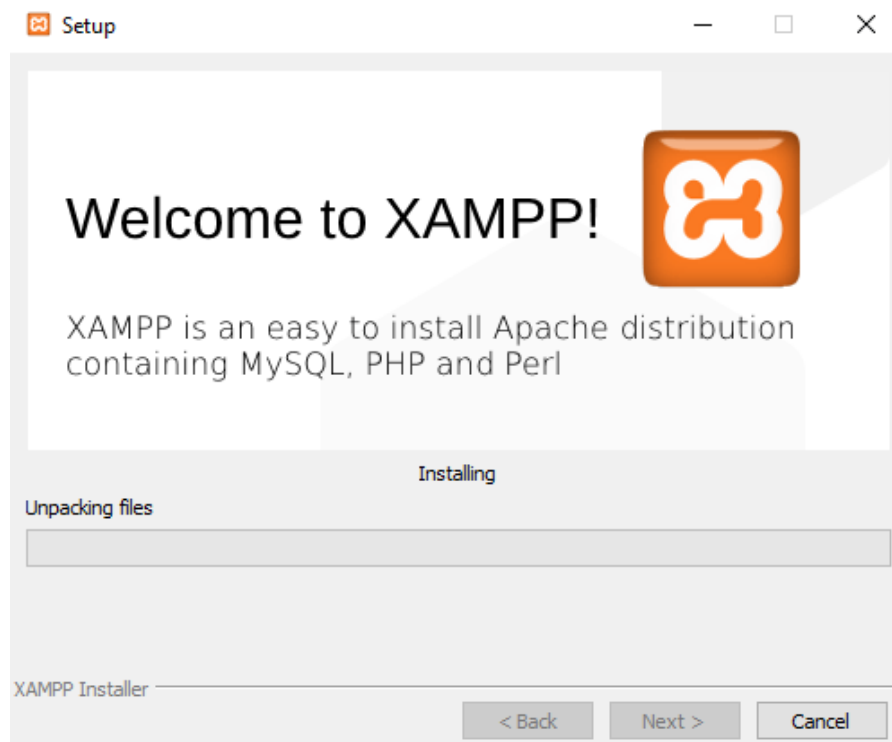 Setup
Welcome to XAMPP!
XAMPP is an easy to install Apache distribution
containing MySQL, PHP and Perl
Installing
Unpacking files
XAMPP Installer
< Back
Next >
Cancel